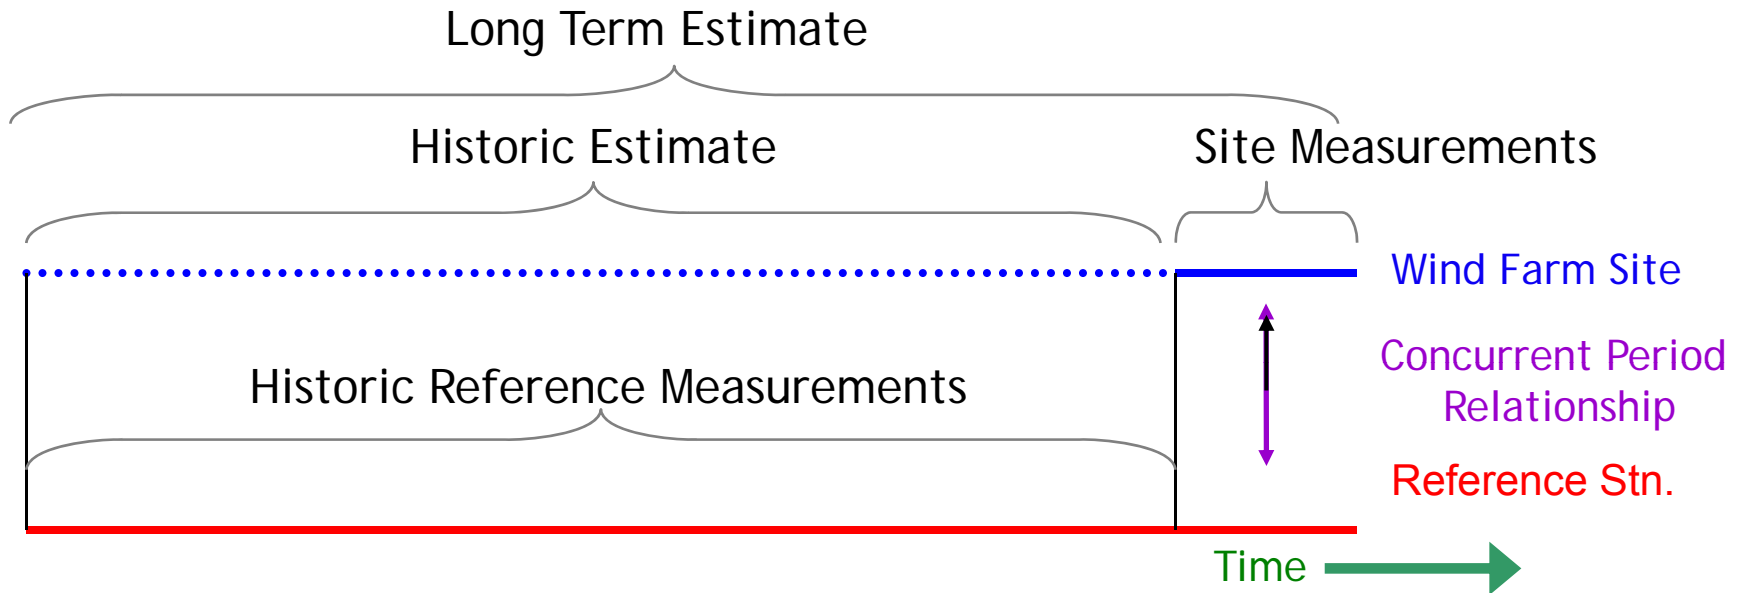 Long Term Estimate
Historic Estimate
Site Measurements
Wind Farm Site
Historic Reference Measurements
Concurrent Period
Relationship
Reference Stn.
Time